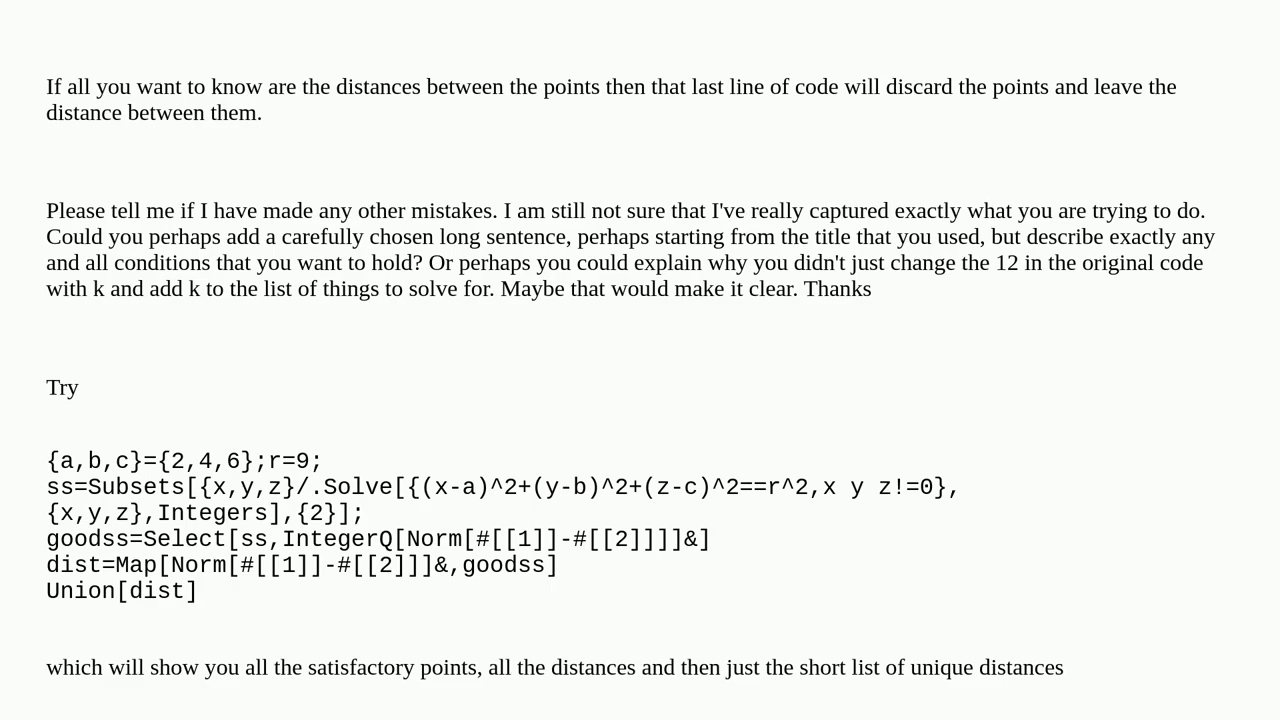 If all you want to know are the distances between the points then that last line of code will discard the points and leave the
distance between them.
Please tell me if I have made any other mistakes. I am still not sure that I've really captured exactly what you are trying to do.
Could you perhaps add a carefully chosen long sentence, perhaps starting from the title that you used, but describe exactly any
and all conditions that you want to hold? Or perhaps you could explain why you didn't just change the 12 in the original code
with k and add k to the list of things to solve for. Maybe that would make it clear. Thanks
Try
{a,b,c}={2,4,6};r=9;
ss=Subsets[{x,y,z}/.Solve[{(x-a)^2+(y-b)^2+(z-c)^2==r^2,x y z!=0},
{x,y,z},Integers],{2}];
goodss=Select[ss,IntegerQ[Norm[#[[1]]-#[[2]]]]&]
dist=Map[Norm[#[[1]]-#[[2]]]&,goodss]
Union[dist]
which will show you all the satisfactory points, all the distances and then just the short list of unique distances